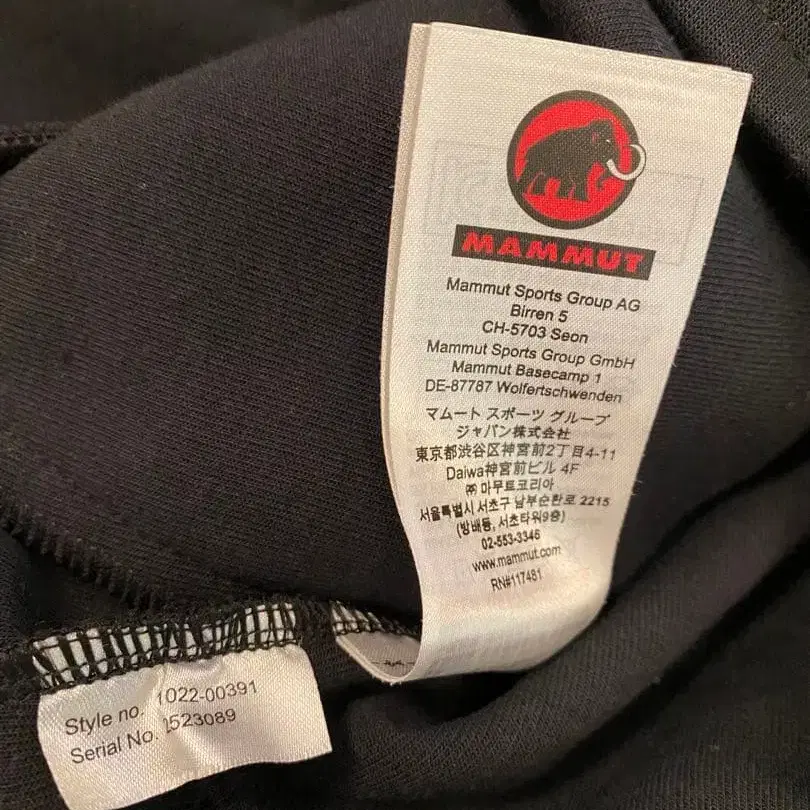 MAMMUT
Mammut Sports Group AG
Birren 5
CH-5703 Seon
Mammut Sports Group GmbH
Mammut Basecamp 1
DE-87787 Wolfertschwenden
マムート スポーツ グループ
ジャパン株式会社
東京都渋谷区神宮前2丁目4-11
Daiwa神宮前ビル 4F
㈜ 마무트코리아
서울특별시 서초구 남부순환로 2215
(방배동, 서초타워9층)
02-553-3346
www.mammut.com
RN#117481
Style no. 1022-00391
Serial No.